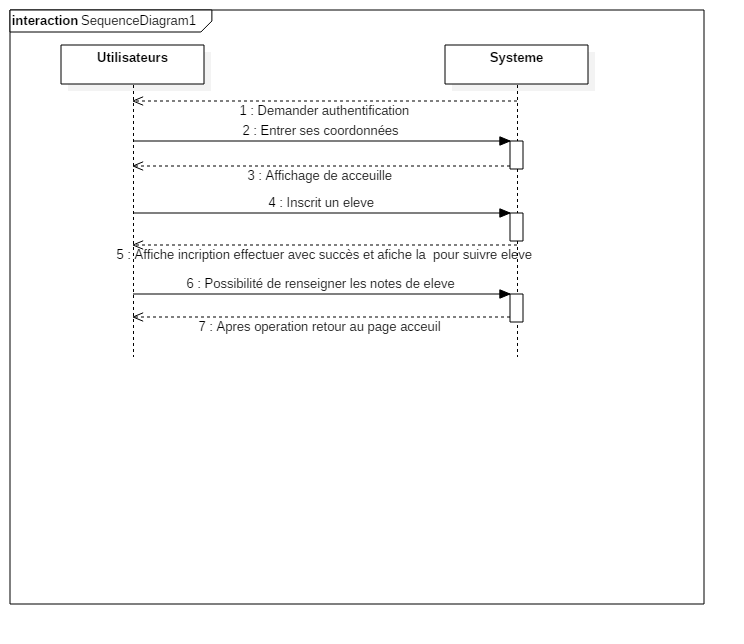 interaction SequenceDiagram1
Utilisateurs
Systeme
1 : Demander authentification
2 : Entrer ses coordonnées
3 : Affichage de acceuille
4 : Inscrit un eleve
5 : Affiche incription effectuer avec succès et afiche la  pour suivre eleve
6 : Possibilité de renseigner les notes de eleve
7 : Apres operation retour au page acceuil